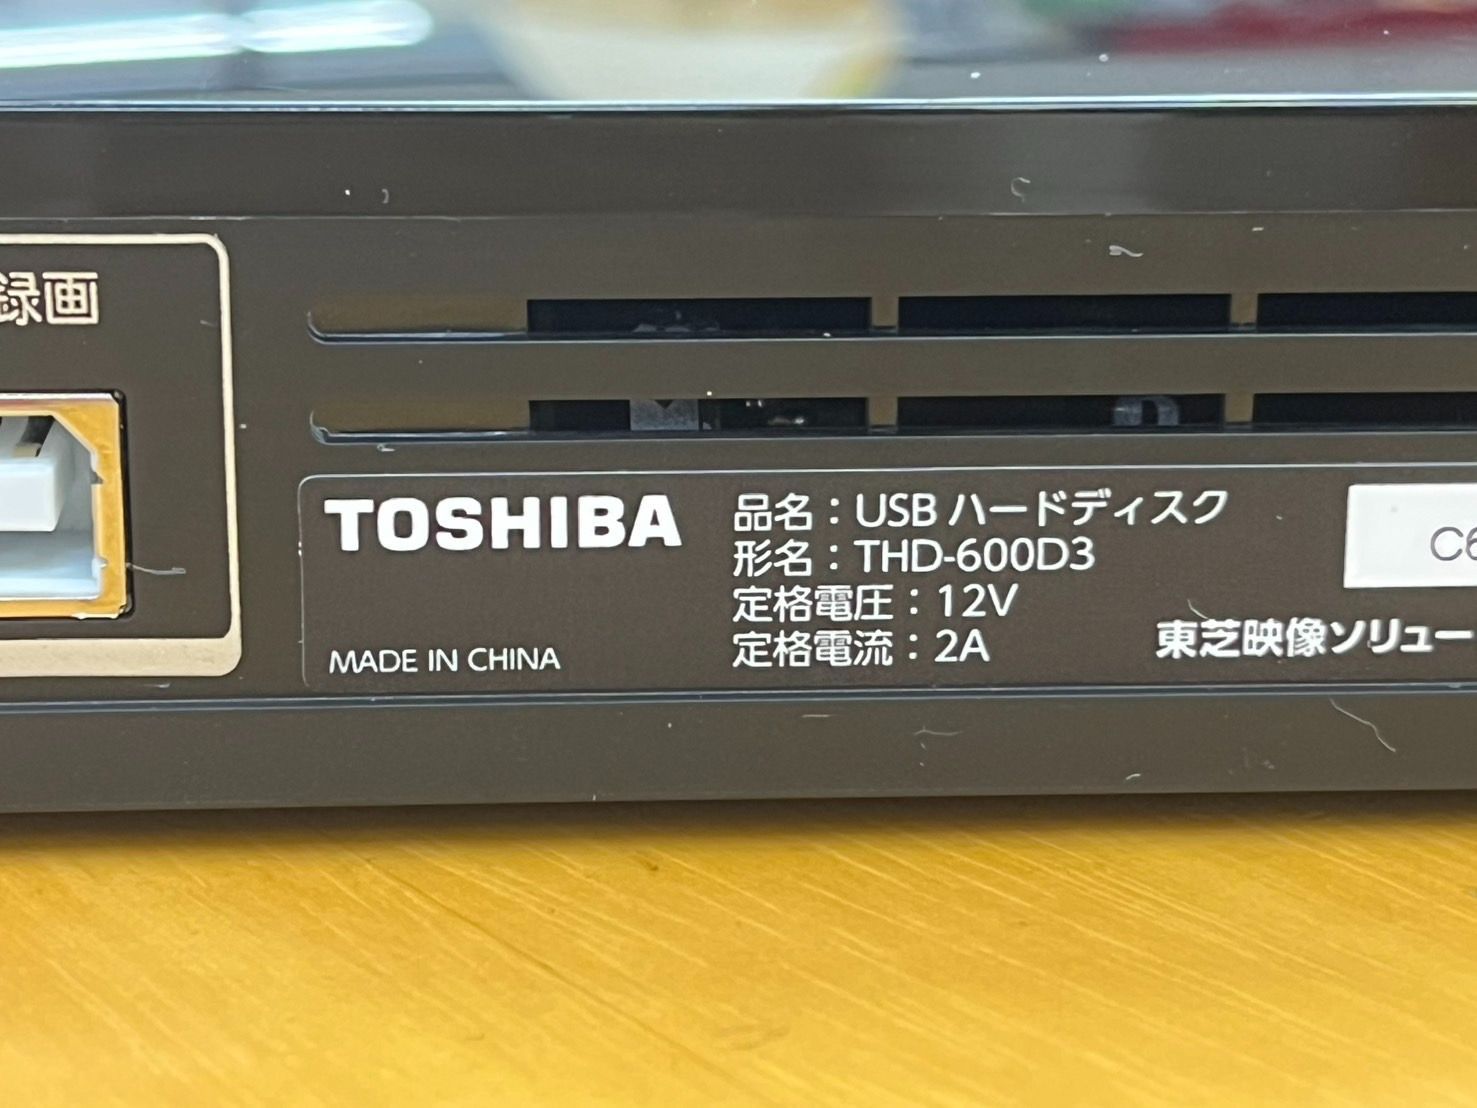 録画
TOSHIBA
MADE IN CHINA
品名：USB ハードディスク
形名：THD-600D3
定格電圧：12V
定格電流：2A
C6
東芝映像ソリュー